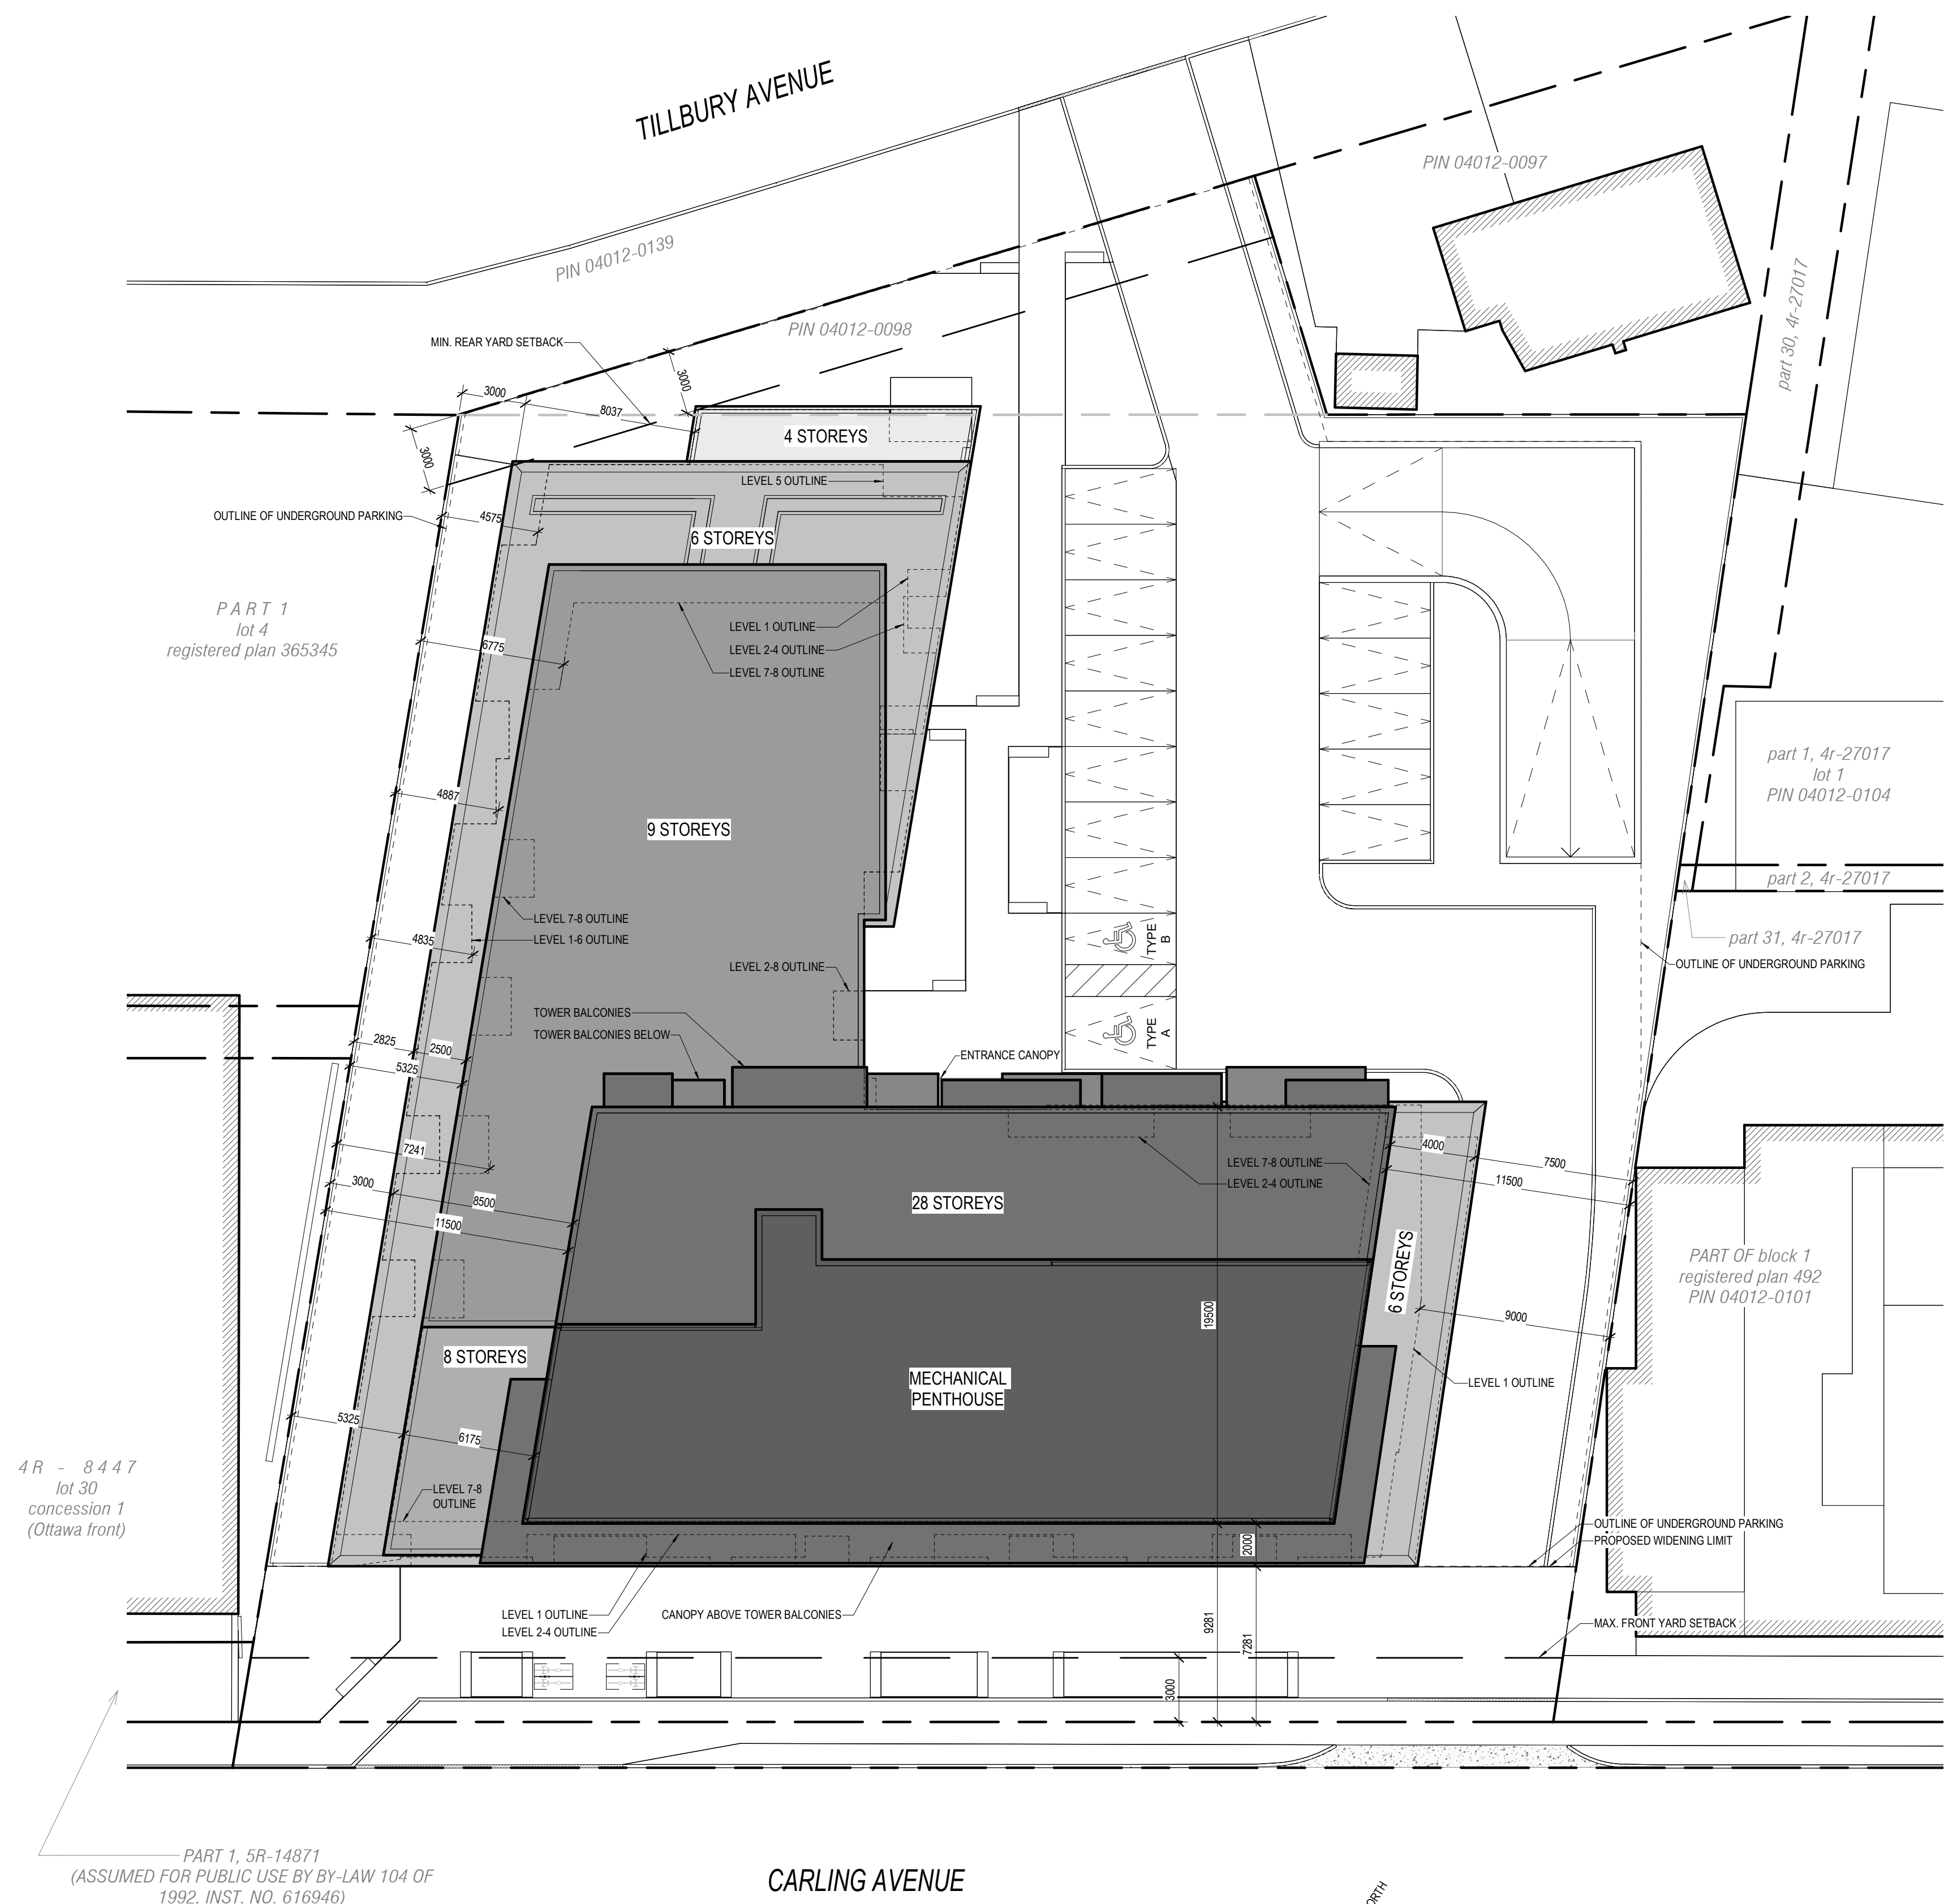 TILLBURY AVENUE
PIN 04012-0097
PIN 04012-0139
part 30, 4r-27017
PIN 04012-0098
MIN. REAR YARD SETBACK
3000
3000
8037
3000
4 STOREYS
LEVEL 5 OUTLINE
OUTLINE OF UNDERGROUND PARKING
4575
6 STOREYS
PART 1
lot 4
registered plan 365345
LEVEL 1 OUTLINE
LEVEL 2-4 OUTLINE
LEVEL 7-8 OUTLINE
6775
part 1, 4r-27017
lot 1
PIN 04012-0104
4887
9 STOREYS
part 2, 4r-27017
LEVEL 7-8 OUTLINE
LEVEL 1-6 OUTLINE
4835
TYPE
B
part 31, 4r-27017
OUTLINE OF UNDERGROUND PARKING
LEVEL 2-8 OUTLINE
TOWER BALCONIES
TOWER BALCONIES BELOW
TYPE
A
2825
2500
5325
ENTRANCE CANOPY
7241
3000
8500
11500
4000
7500
11500
LEVEL 7-8 OUTLINE
LEVEL 2-4 OUTLINE
28 STOREYS
6 STOREYS
PART OF block 1
registered plan 492
PIN 04012-0101
19500
9000
8 STOREYS
MECHANICAL
PENTHOUSE
LEVEL 1 OUTLINE
5325
6175
4R - 8447
lot 30
concession 1
(Ottawa front)
LEVEL 7-8
OUTLINE
OUTLINE OF UNDERGROUND PARKING
PROPOSED WIDENING LIMIT
2000
LEVEL 1 OUTLINE
LEVEL 2-4 OUTLINE
CANOPY ABOVE TOWER BALCONIES
9281
7281
MAX. FRONT YARD SETBACK
3000
PART 1, 5R-14871
(ASSUMED FOR PUBLIC USE BY BY-LAW 104 OF
1992, INST. NO. 616946)
CARLING AVENUE